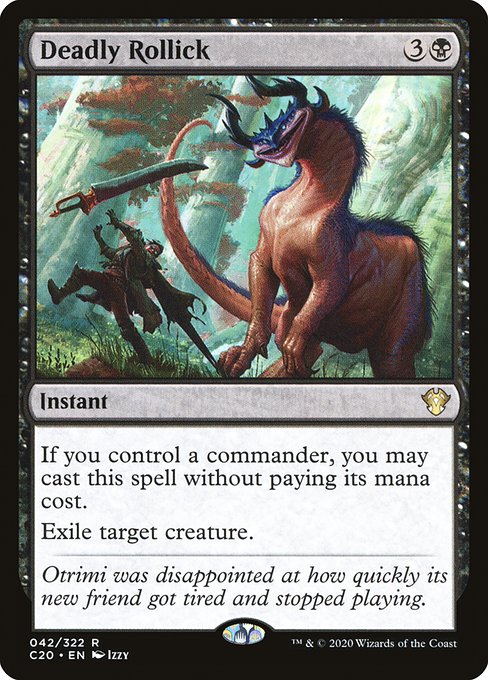 Deadly Rollick 3
Instant
If you control a commander, you may
cast this spell without paying its mana
cost.
Exile target creature.
Otrimi was disappointed at how quickly its
new friend got tired and stopped playing.
042/322 R
C20 • EN Izzy
™ & © 2020 Wizards of the Coast